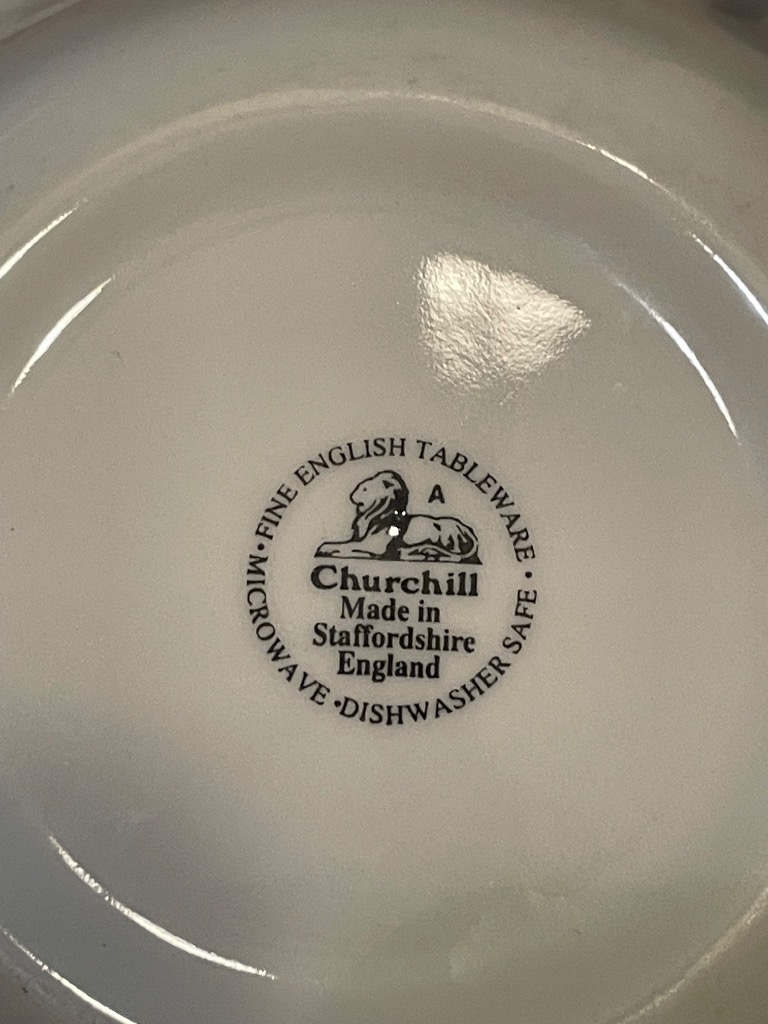 • FINE ENGLISH TABLEWARE •
A
Churchill
Made in
Staffordshire
England
MICROWAVE • DISHWASHER SAFE